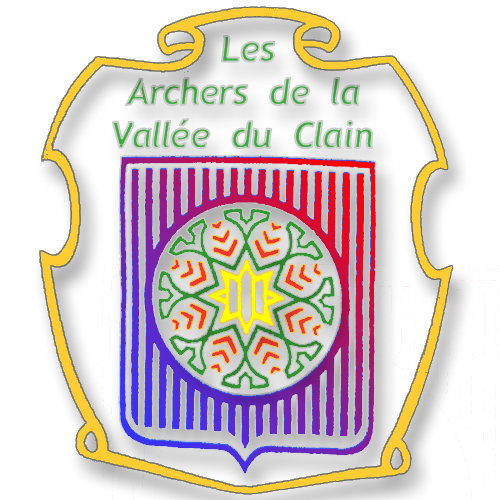 Les
Archers de la
Vallée du Clain